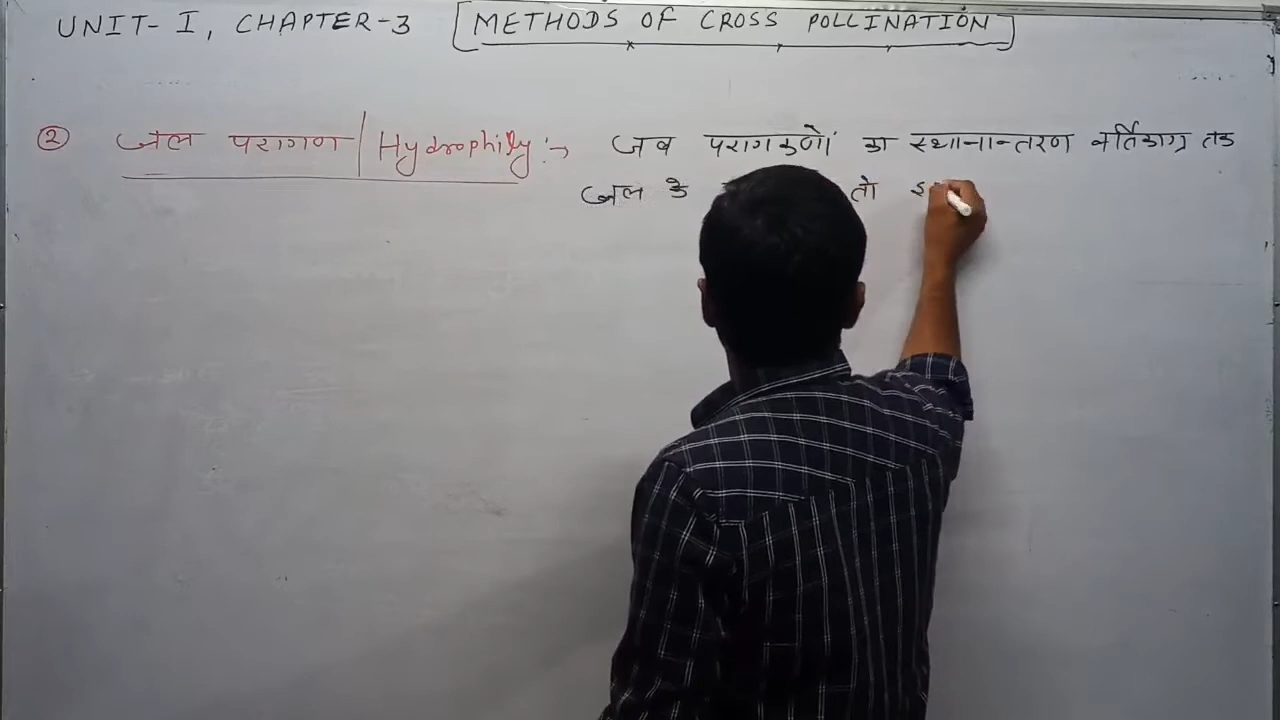 UNIT-I, CHAPTER-3 [METHODS OF CROSS POLLINATION]
② जल परागण | Hydrophily :→ जब परागकणों का स्थानान्तरण वर्तिकाग्र तक
जल के तो